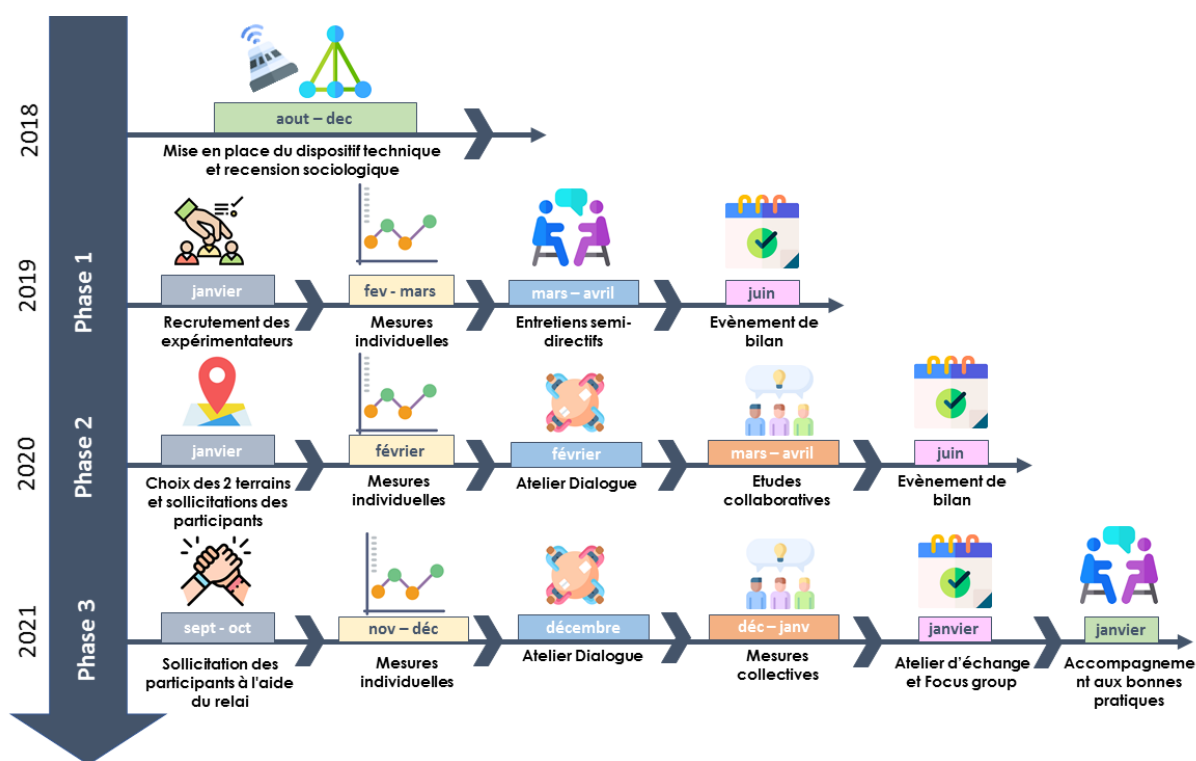 2018
aout – dec
Mise en place du dispositif technique
et recension sociologique
Phase 1
2019
janvier
Recrutement des
expérimentateurs
fev - mars
Mesures
individuelles
mars – avril
Entretiens semi-
directifs
juin
Evènement de
bilan
Phase 2
2020
janvier
Choix des 2 terrains
et sollicitations des
participants
février
Mesures
individuelles
février
Atelier Dialogue
mars – avril
Etudes
collaboratives
juin
Evènement de
bilan
Phase 3
2021
sept - oct
Sollicitation des
participants à l'aide
du relai
nov – déc
Mesures
individuelles
décembre
Atelier Dialogue
déc – janv
Mesures
collectives
janvier
Atelier d'échange
et Focus group
janvier
Accompagneme
nt aux bonnes
pratiques